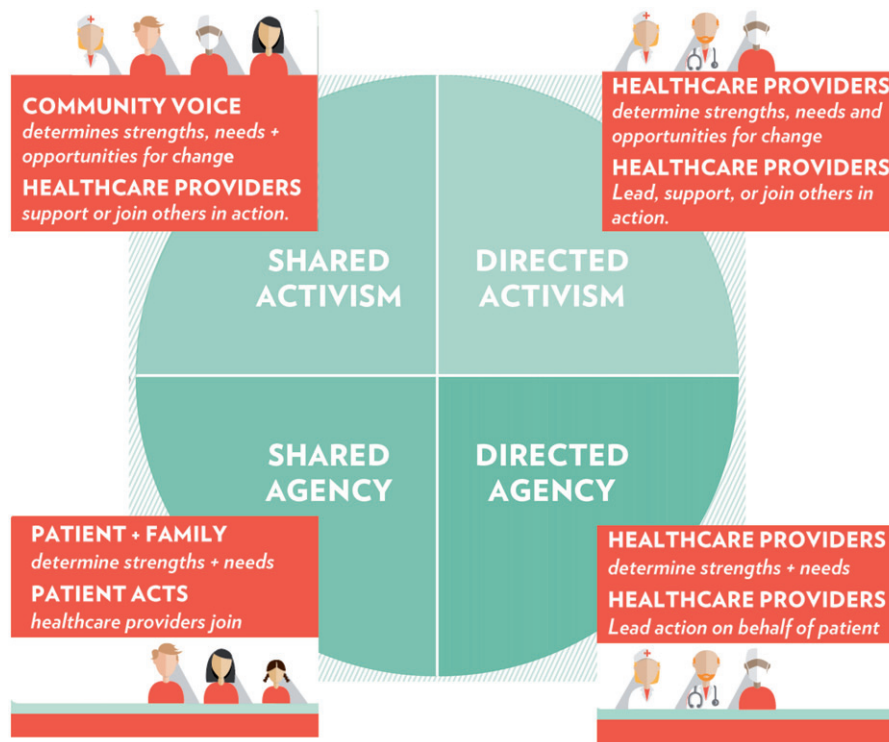 COMMUNITY VOICE
determines strengths, needs +
opportunities for change
HEALTHCARE PROVIDERS
support or join others in action.
HEALTHCARE PROVIDERS
determine strengths, needs and
opportunities for change
HEALTHCARE PROVIDERS
Lead, support, or join others in
action.
SHARED
ACTIVISM
DIRECTED
ACTIVISM
SHARED
AGENCY
DIRECTED
AGENCY
PATIENT + FAMILY
determine strengths + needs
PATIENT ACTS
healthcare providers join
HEALTHCARE PROVIDERS
determine strengths + needs
HEALTHCARE PROVIDERS
Lead action on behalf of patient